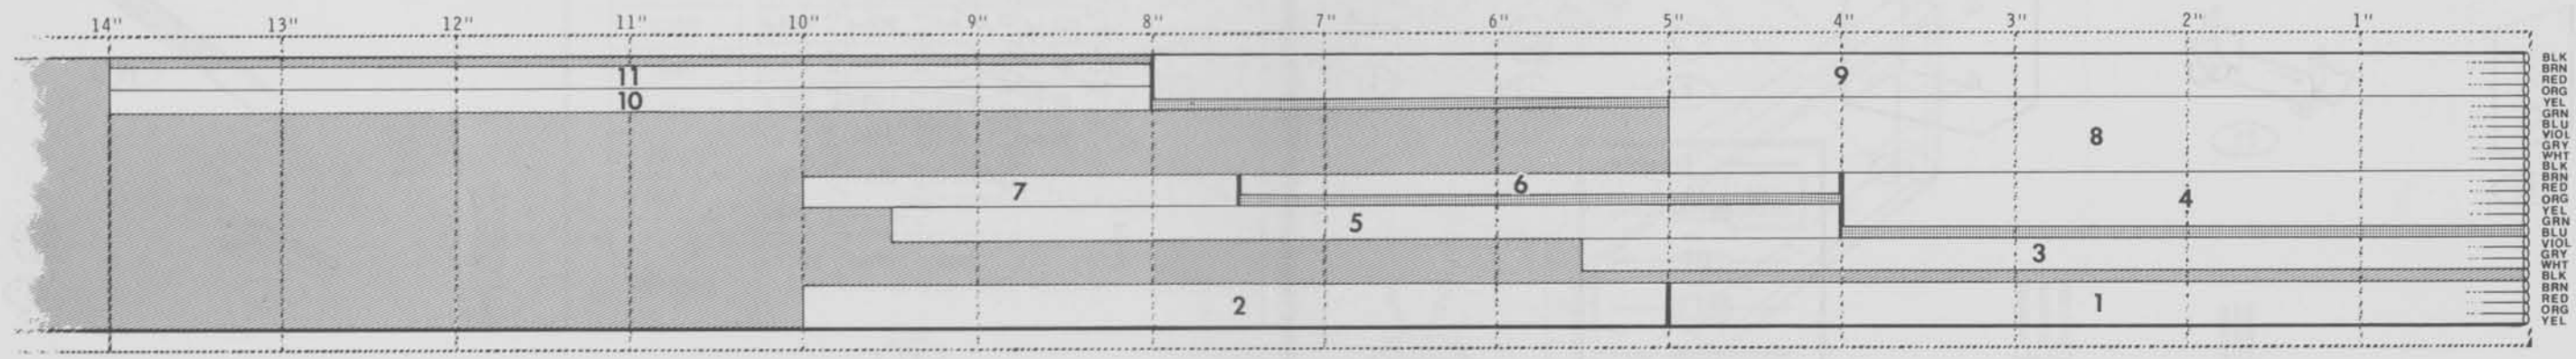 14" 13" 12" 11" 10" 9" 8" 7" 6" 5" 4" 3" 2" 1"
11
10
9
8
7
6
5
4
3
2
1
BLK
BRN
RED
ORG
YEL
GRN
BLU
VIOL
GRY
WHT
BLK
BRN
RED
ORG
YEL
GRN
BLU
VIOL
GRY
WHT
BLK
BRN
RED
ORG
YEL